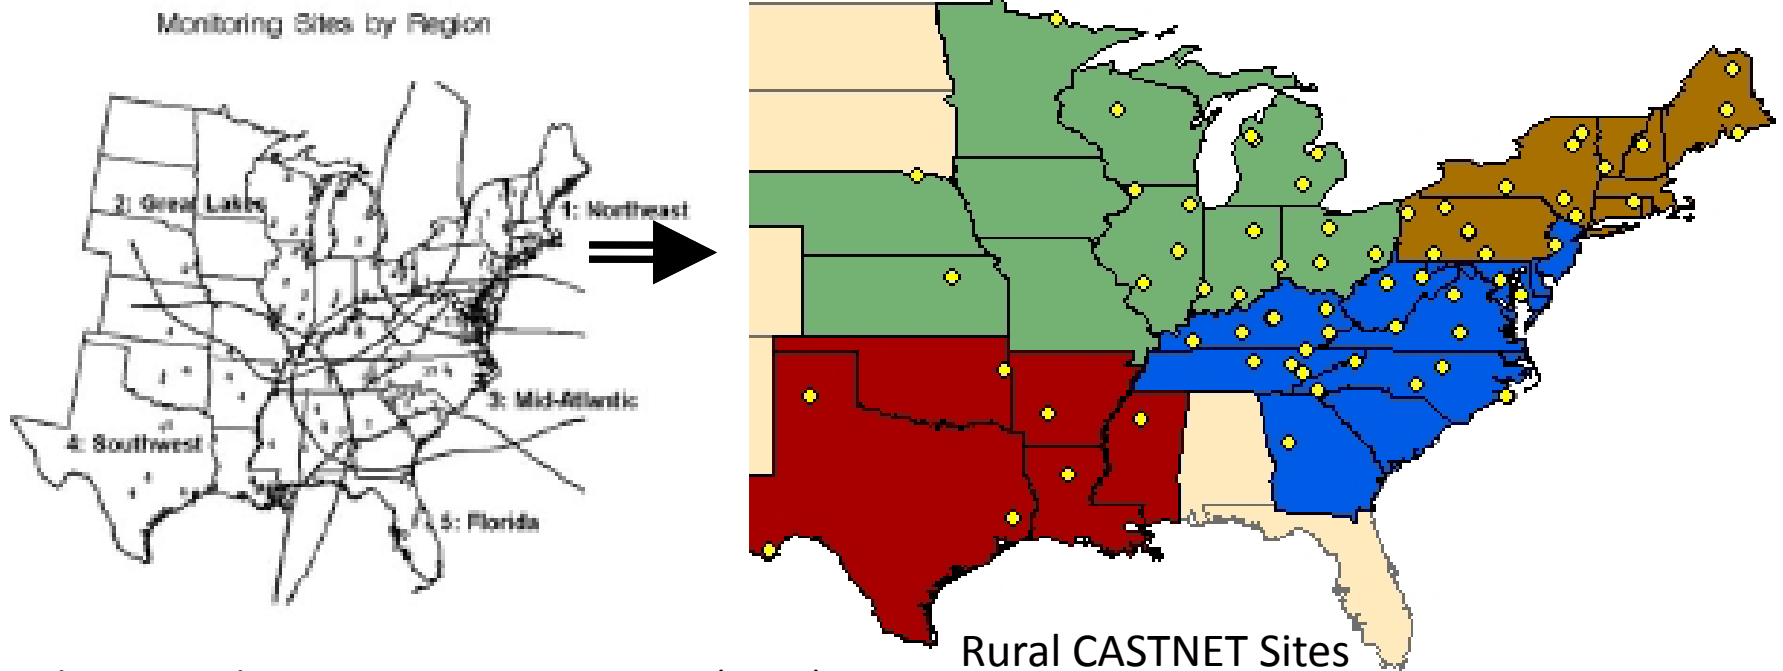 Monitoring Sites by Region
2: Great Lakes
1: Northeast
3: Mid-Atlantic
4: Southwest
5: Florida
Rural CASTNET Sites